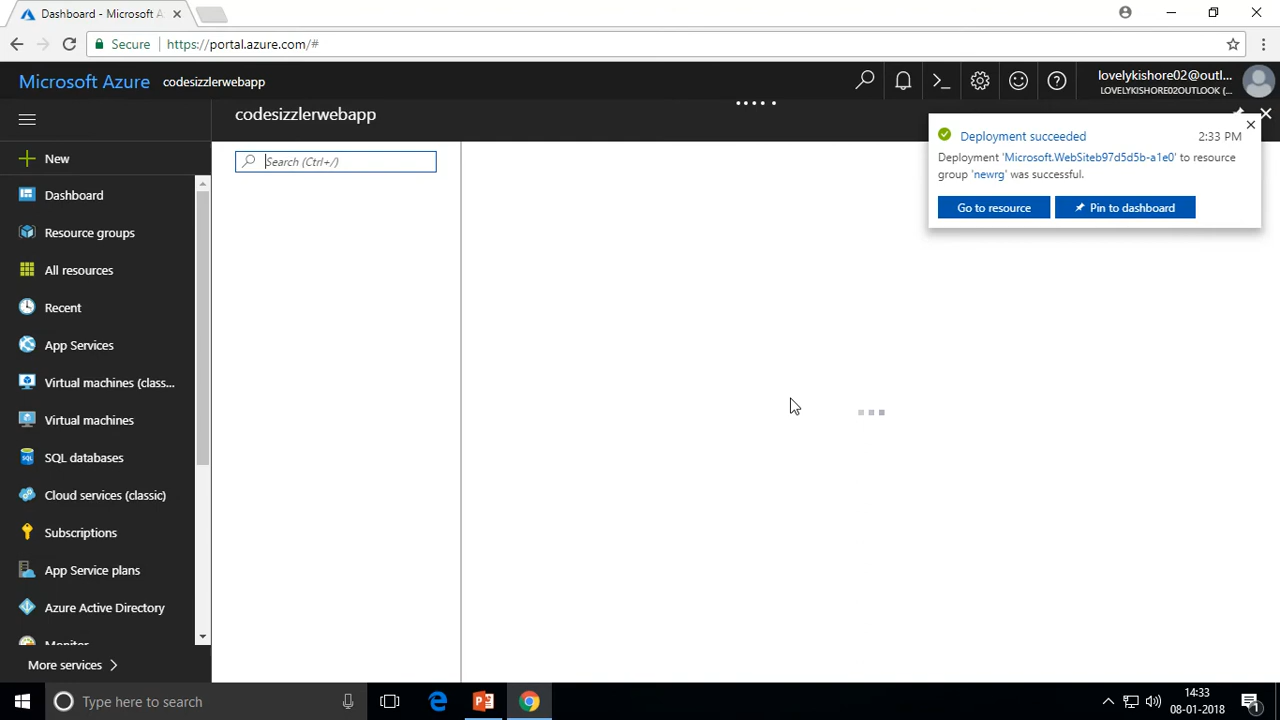 Dashboard - Microsoft A
Secure
https://portal.azure.com/#
Microsoft Azure
codesizzlerwebapp
lovelykishore02@outl...
LOVELYKISHORE02OUTLOOK (...
codesizzlerwebapp
Search (Ctrl+/)
Deployment succeeded
2:33 PM
Deployment 'Microsoft.WebSiteb97d5d5b-a1e0' to resource
group 'newrg' was successful.
Go to resource
Pin to dashboard
New
Dashboard
Resource groups
All resources
Recent
App Services
Virtual machines (class...
Virtual machines
SQL databases
Cloud services (classic)
Subscriptions
App Service plans
Azure Active Directory
Monitor
More services
Type here to search
14:33
08-01-2018
1